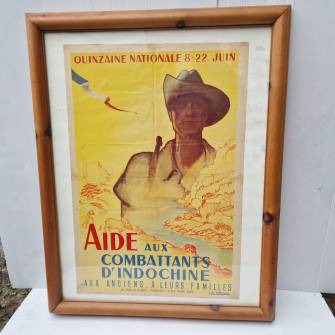 QUINZAINE NATIONALE 8-22 JUIN
AIDE AUX
COMBATTANTS
D'INDOCHINE
AUX ANCIENS, A LEURS FAMILLES